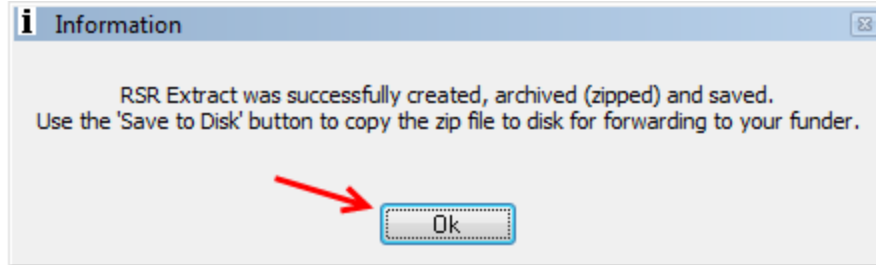 i Information
RSR Extract was successfully created, archived (zipped) and saved.
Use the 'Save to Disk' button to copy the zip file to disk for forwarding to your funder.
Ok